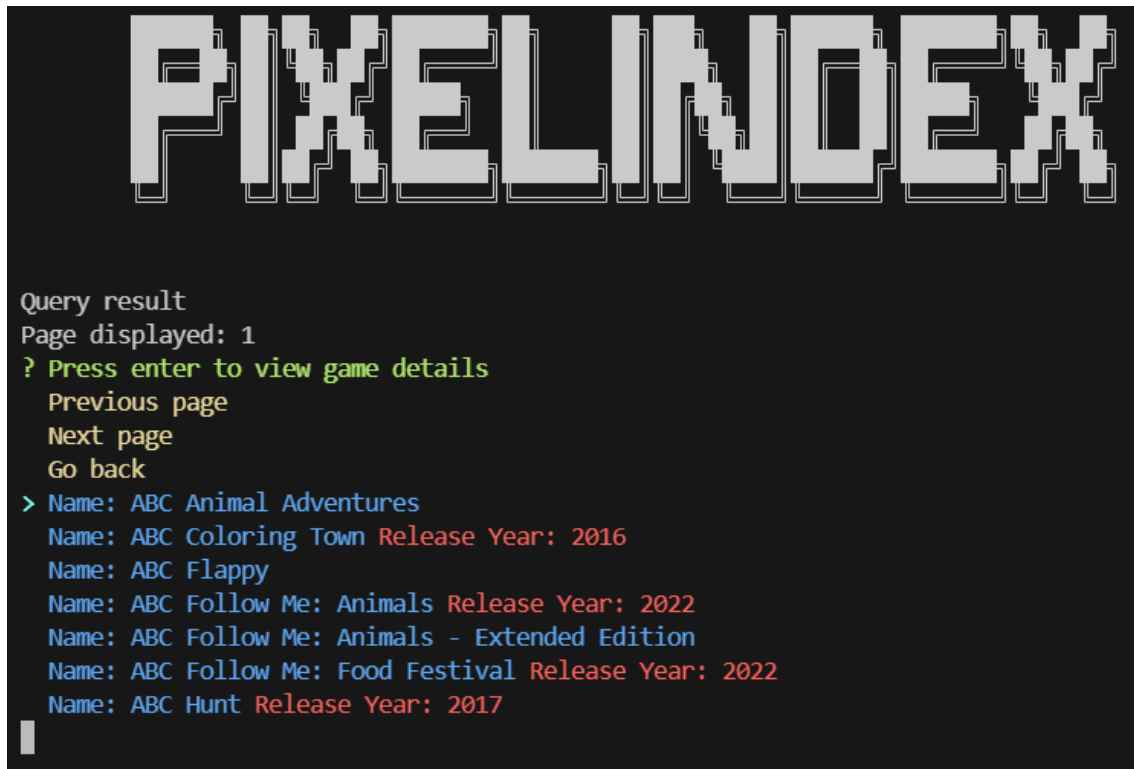 PIXELINDEX
Query result
Page displayed: 1
? Press enter to view game details
Previous page
Next page
Go back
> Name: ABC Animal Adventures
Name: ABC Coloring Town Release Year: 2016
Name: ABC Flappy
Name: ABC Follow Me: Animals Release Year: 2022
Name: ABC Follow Me: Animals - Extended Edition
Name: ABC Follow Me: Food Festival Release Year: 2022
Name: ABC Hunt Release Year: 2017